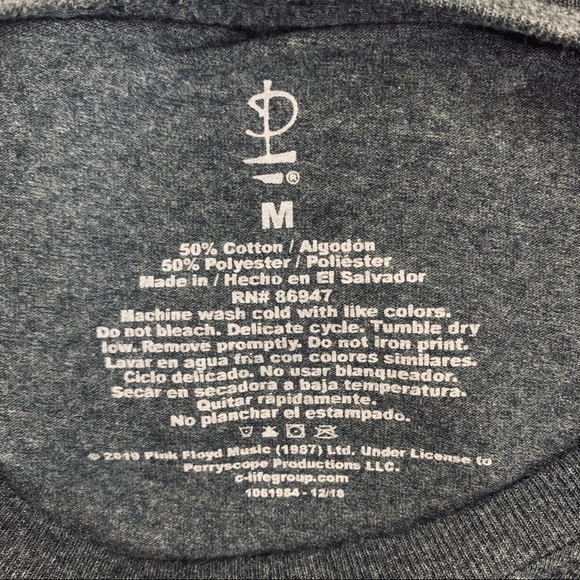 ®
M
50% Cotton / Algodón
50% Polyester / Poliéster
Made in / Hecho en El Salvador
RN# 86947
Machine wash cold with like colors.
Do not bleach. Delicate cycle. Tumble dry
low. Remove promptly. Do not iron print.
Lavar en agua fria con colores similares.
Ciclo delicado. No usar blanqueador.
Secar en secadora a baja temperatura.
Quitar rápidamente.
No planchar el estampado.
© 2019 Pink Floyd Music (1987) Ltd. Under License to
Perryscope Productions LLC.
c-lifegroup.com
1061984 - 12/18